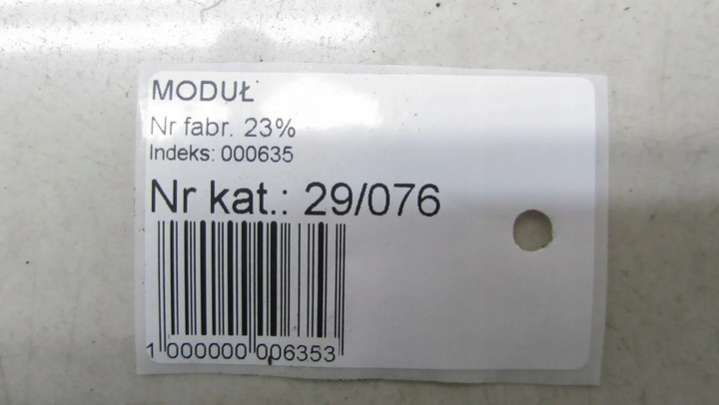 MODUŁ
Nr fabr. 23%
Indeks: 000635
Nr kat.: 29/076
1 000000 006353